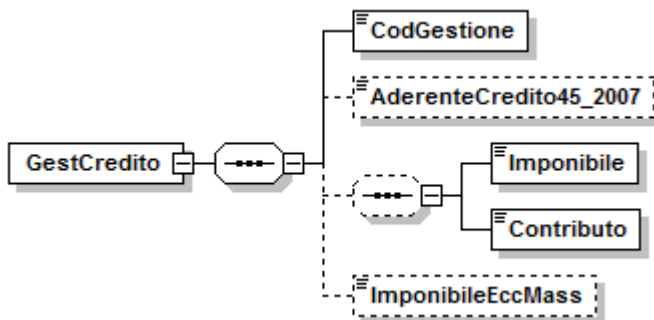 CodGestione
AderenteCredito45_2007
GestCredito
Imponibile
Contributo
ImponibileEccMass